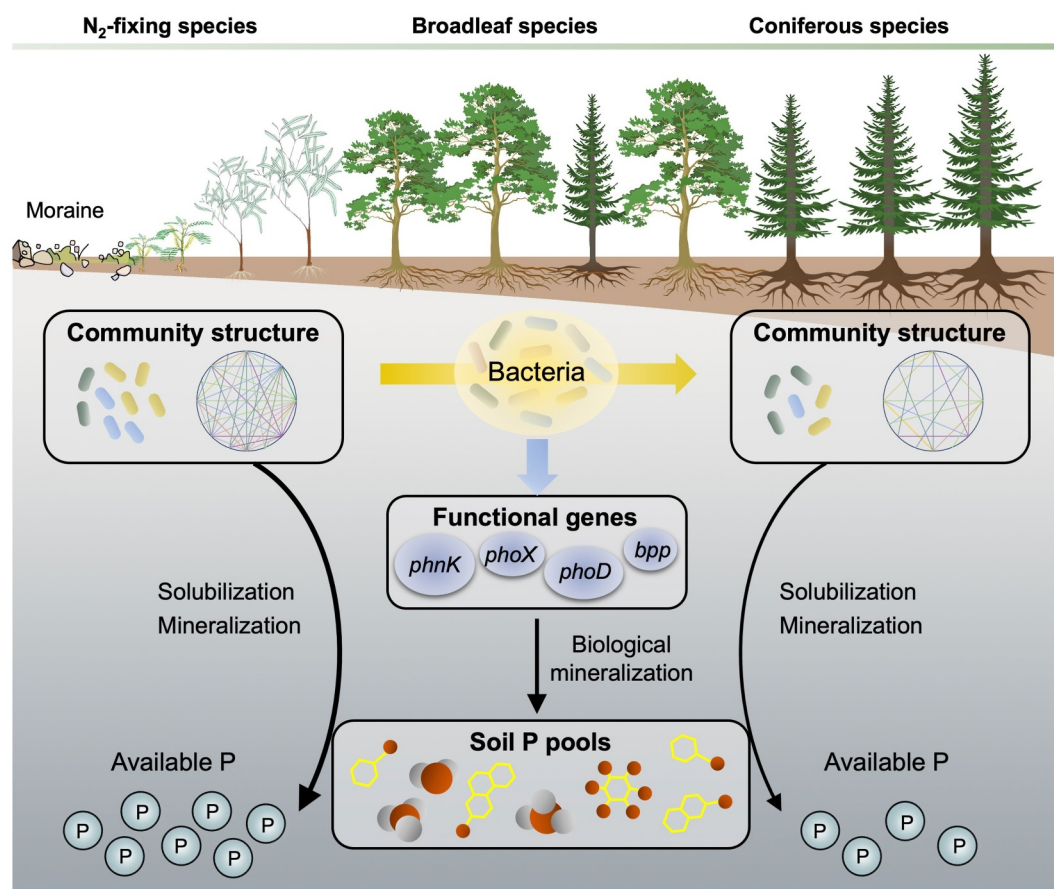 N₂-fixing species
Broadleaf species
Coniferous species
Moraine
Community structure
Bacteria
Community structure
Functional genes
phnK
phoX
phoD
bpp
Solubilization
Mineralization
Biological
mineralization
Solubilization
Mineralization
Soil P pools
Available P
P
P
P
P
P
P
P
Available P
P
P
P
P